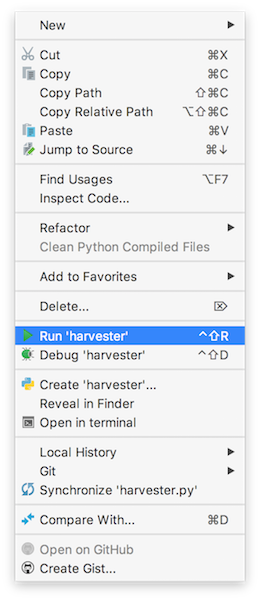 New
Cut ⌘X
Copy ⌘C
Copy Path ⇧⌘C
Copy Relative Path ⌥⇧⌘C
Paste ⌘V
Jump to Source ⌘↓
Find Usages ⌥F7
Inspect Code...
Refactor
Clean Python Compiled Files
Add to Favorites
Delete... ⌦
Run 'harvester' ^⇧R
Debug 'harvester' ^⇧D
Create 'harvester'...
Reveal in Finder
Open in terminal
Local History
Git
Synchronize 'harvester.py'
Compare With... ⌘D
Open on GitHub
Create Gist...